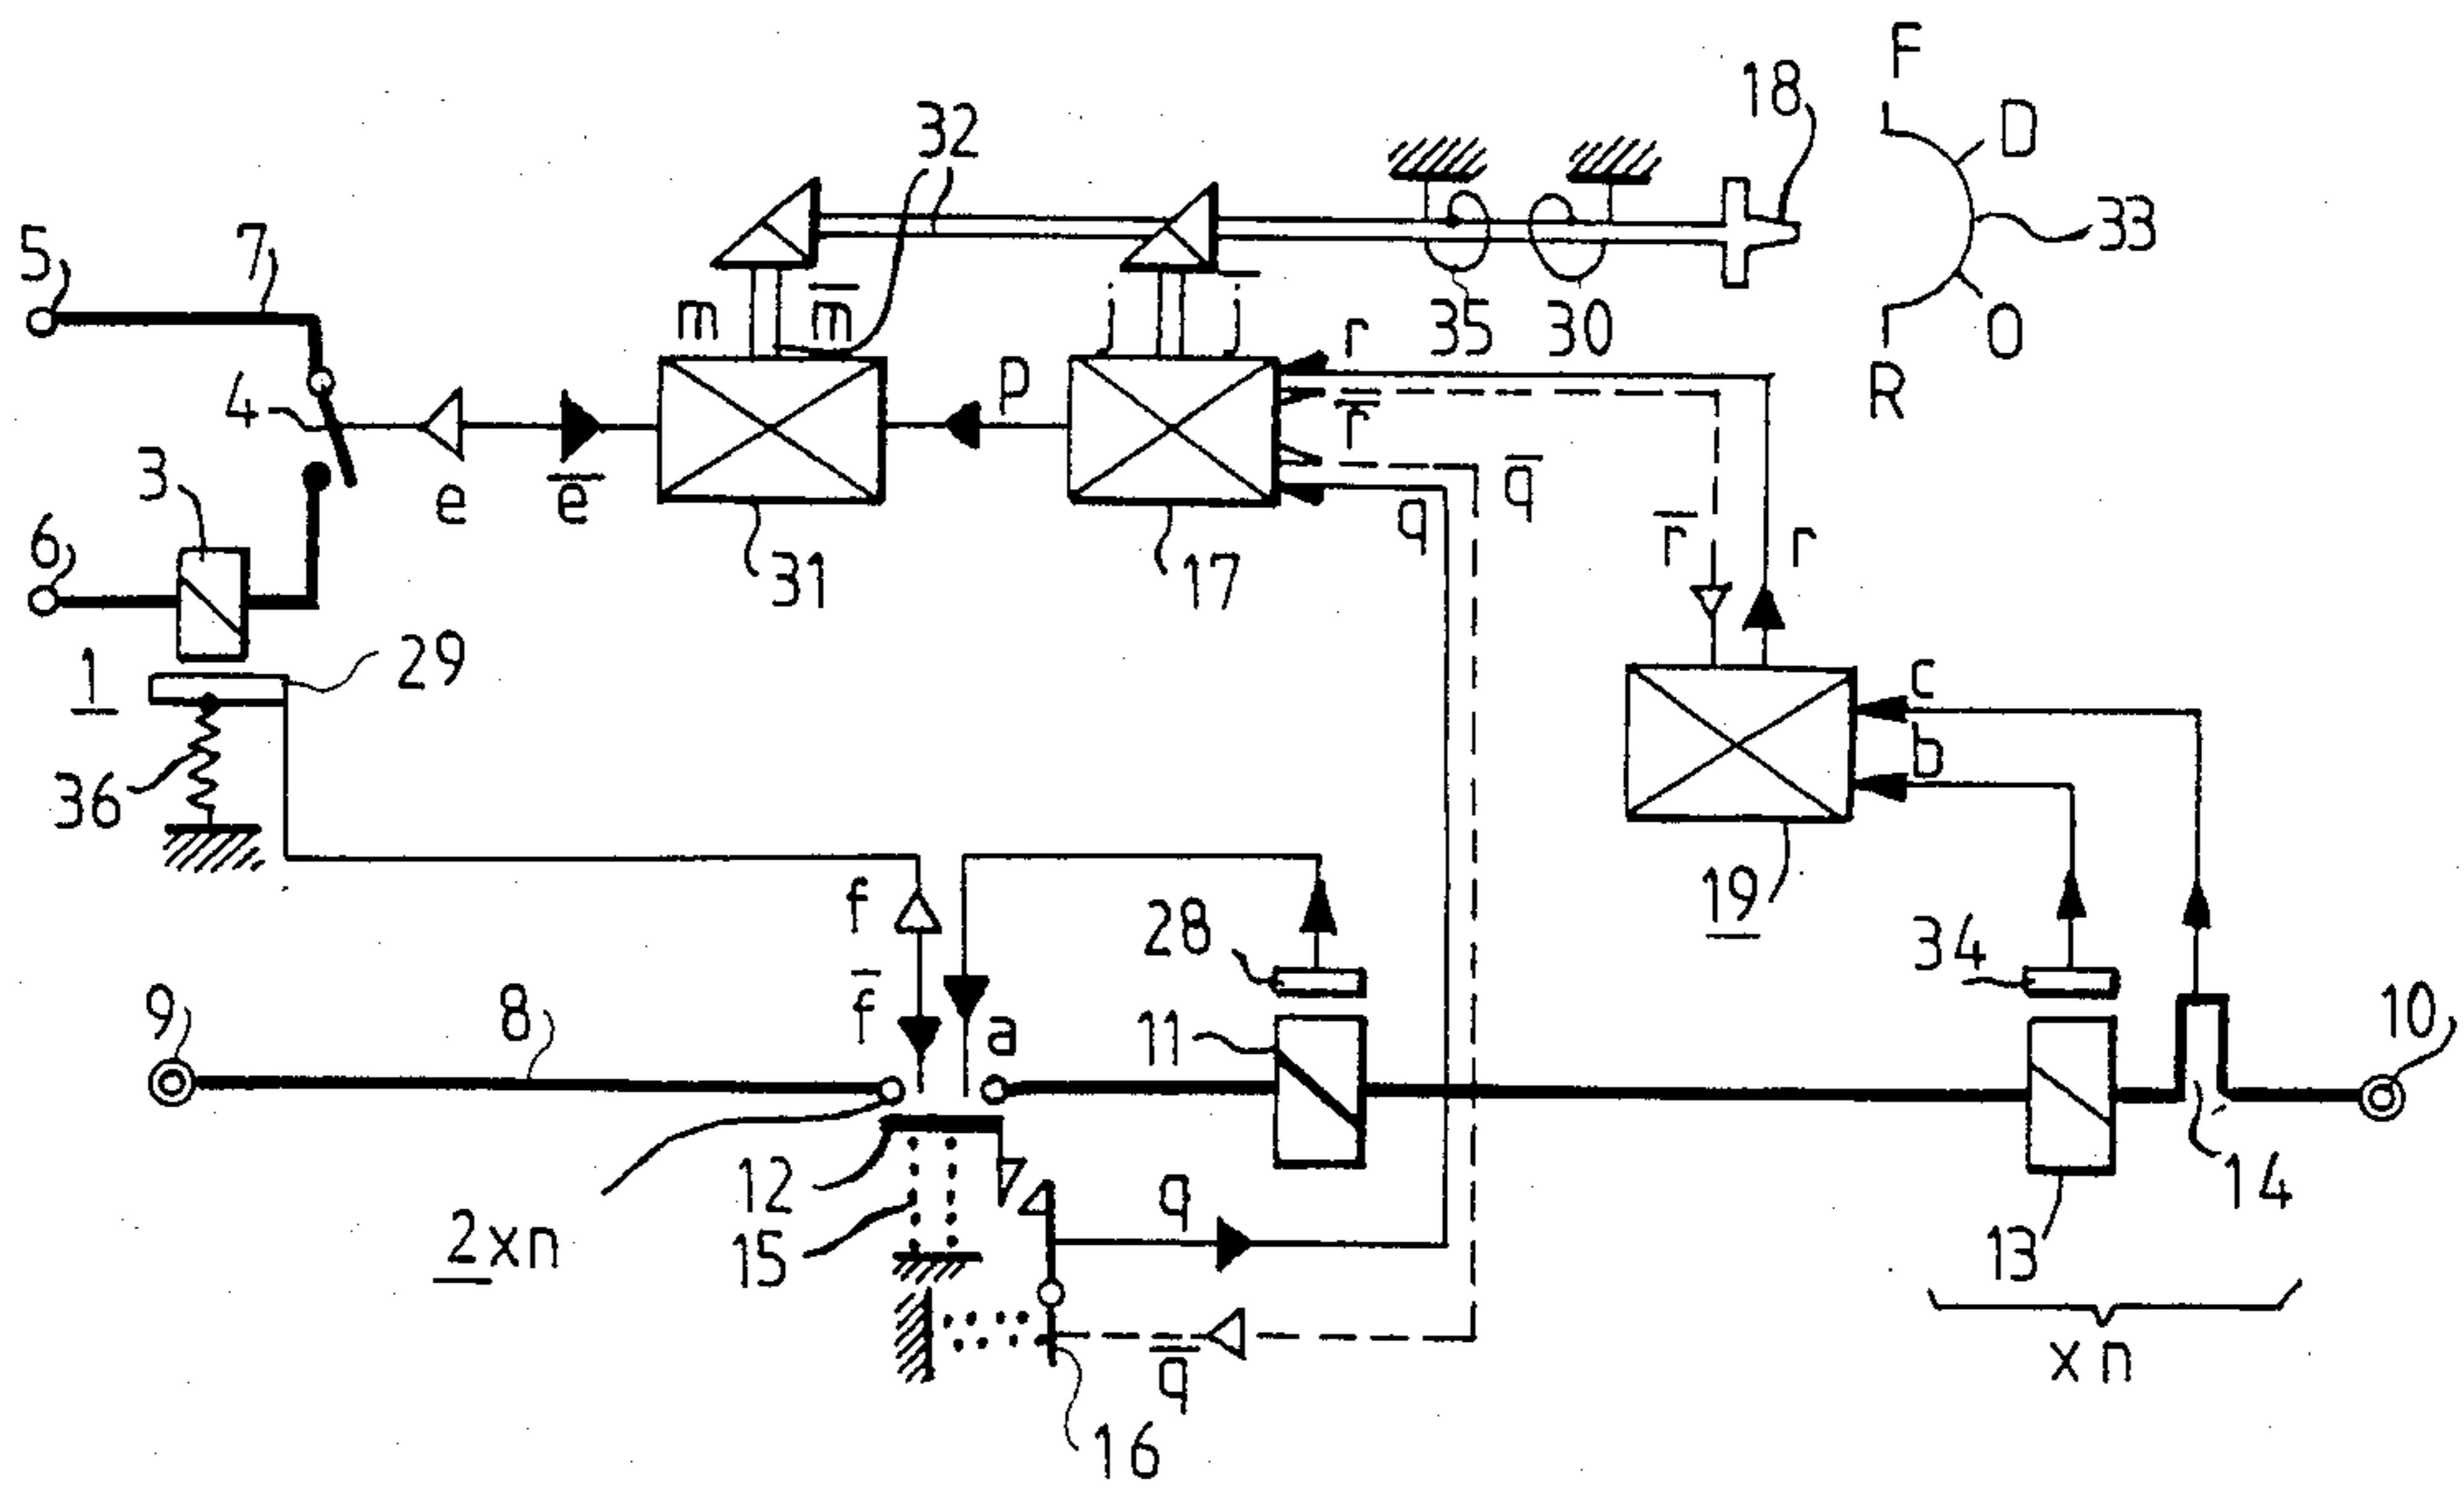 F
18
D
32
33
5
7
m
m̅
j
j̅
r
35
30
O
R
4
p
r̅
3
e
e̅
q
q̅
6
31
17
r̅
r
1
29
c
b
36
f
28
19
34
9
8
f̅
a
11
10
12
q
14
2xn
15
13
q̅
xn
16